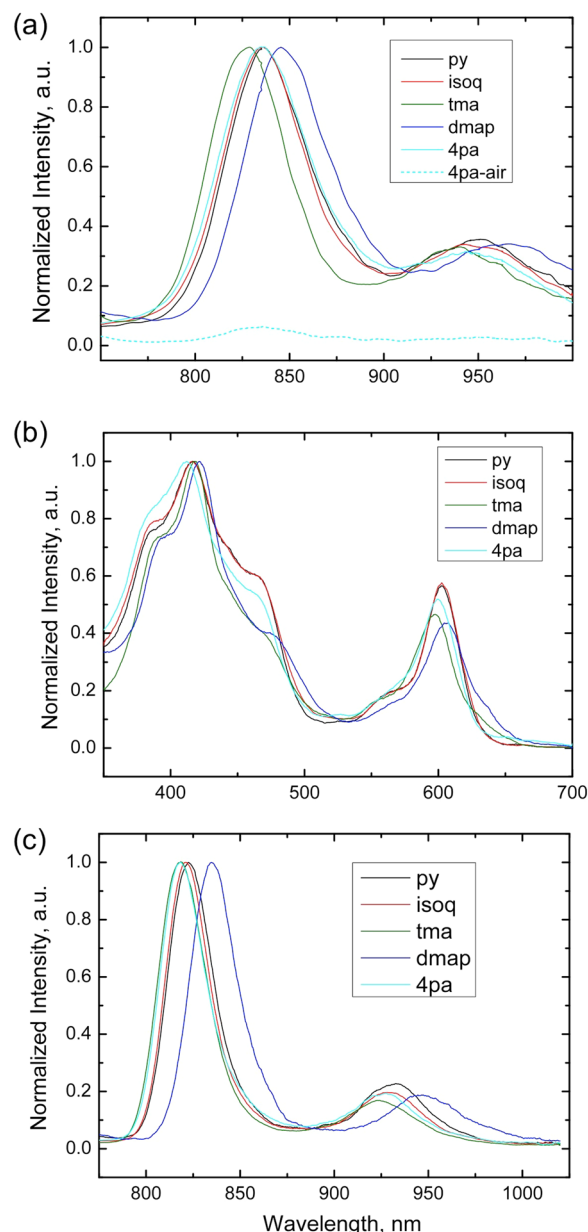 (a)
Normalized Intensity, a.u.
1.0
0.8
0.6
0.4
0.2
0.0
py
isoq
tma
dmap
4pa
4pa-air
800
850
900
950
(b)
Normalized Intensity, a.u.
1.0
0.8
0.6
0.4
0.2
0.0
py
isoq
tma
dmap
4pa
400
500
600
700
(c)
Normalized Intensity, a.u.
1.0
0.8
0.6
0.4
0.2
0.0
py
isoq
tma
dmap
4pa
800
850
900
950
1000
Wavelength, nm